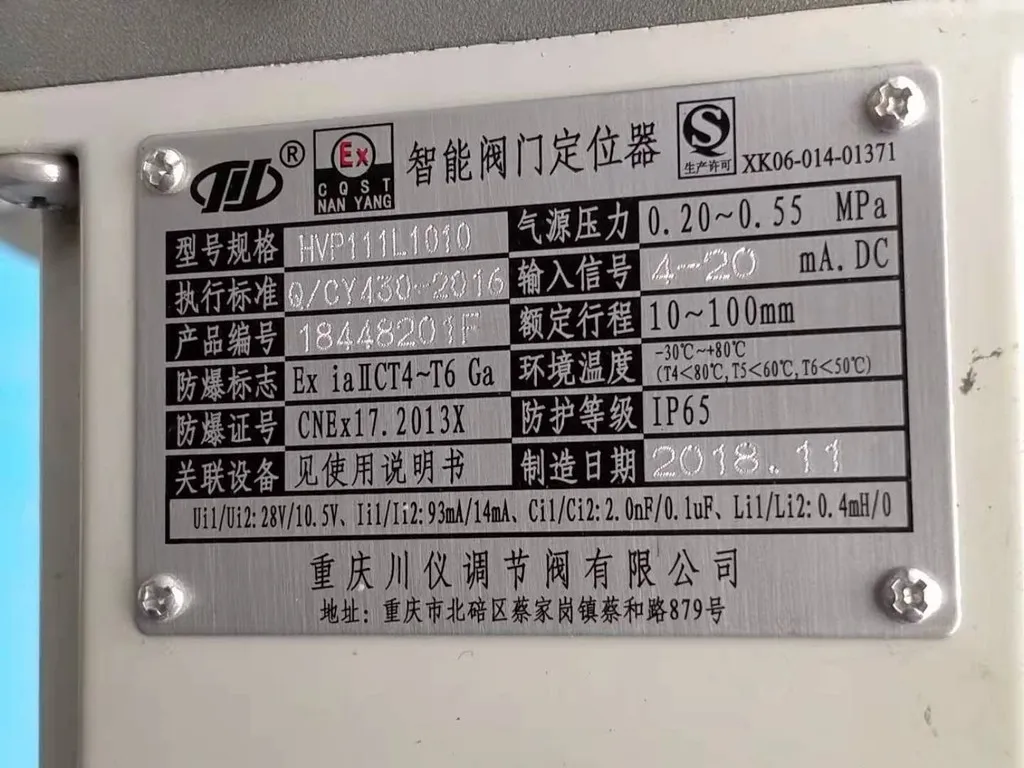 ® Ex CQST NAN YANG 智能阀门定位器 S 生产许可 XK06-014-01371
型号规格 HVP111L1010 气源压力 0.20~0.55 MPa
执行标准 Q/CY430-2016 输入信号 4-20 mA.DC
产品编号 18448201F 额定行程 10~100mm
防爆标志 Ex iaⅡCT4~T6 Ga 环境温度 -30℃~+80℃ (T4<80℃,T5<60℃,T6<50℃)
防爆证号 CNEx17.2013X 防护等级 IP65
关联设备 见使用说明书 制造日期 2018.11
Ui1/Ui2:28V/10.5V、Ii1/Ii2:93mA/14mA、Ci1/Ci2:2.0nF/0.1uF、Li1/Li2:0.4mH/0
重庆川仪调节阀有限公司
地址：重庆市北碚区蔡家岗镇蔡和路879号